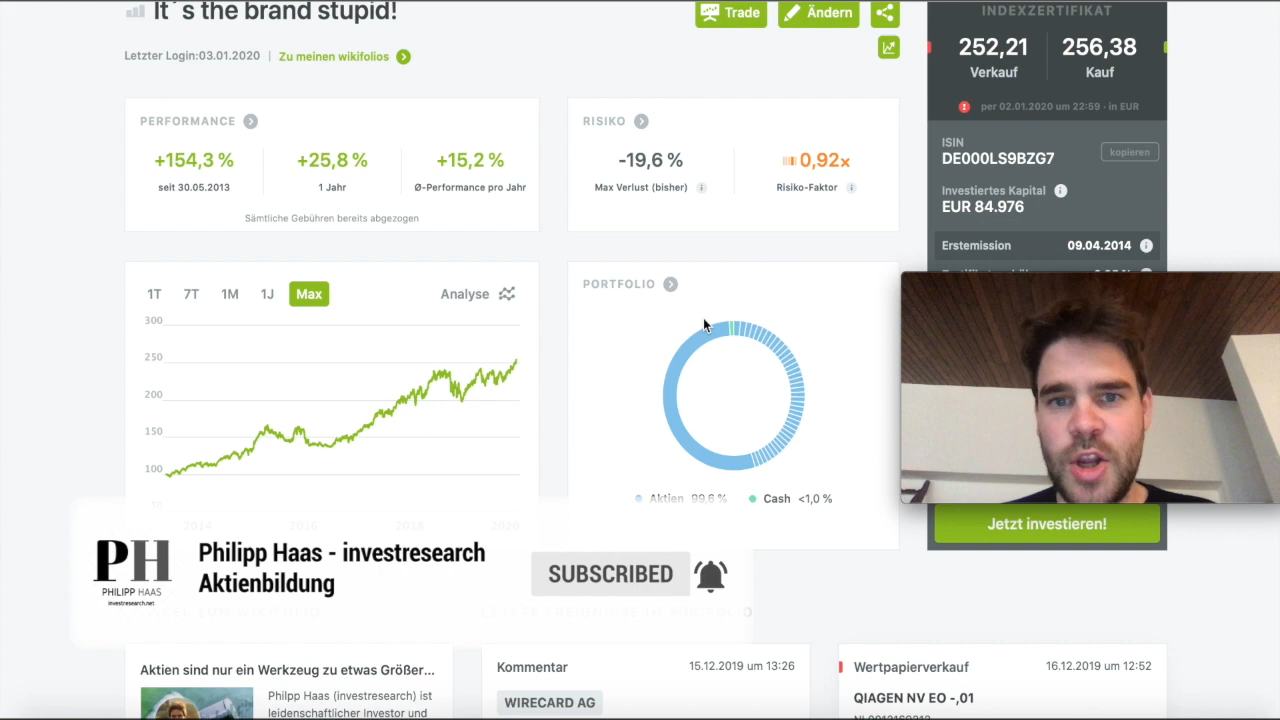 It`s the brand stupid!
Trade
Ändern
Letzter Login:03.01.2020 | Zu meinen wikifolios
INDEXZERTIFIKAT
252,21
256,38
Verkauf
Kauf
per 02.01.2020 um 22:59 · in EUR
ISIN
DE000LS9BZG7
kopieren
Investiertes Kapital
EUR 84.976
Erstemission
09.04.2014
PERFORMANCE
+154,3 %
+25,8 %
+15,2 %
seit 30.05.2013
1 Jahr
Ø-Performance pro Jahr
Sämtliche Gebühren bereits abgezogen
RISIKO
-19,6 %
0,92x
Max Verlust (bisher)
Risiko-Faktor
1T
7T
1M
1J
Max
Analyse
300
250
200
150
100
50
2014
2016
2018
2020
PORTFOLIO
Aktien 99,6 %
Cash <1,0 %
Jetzt investieren!
PH
PHILIPP HAAS
investresearch.net
Philipp Haas - investresearch
Aktienbildung
SUBSCRIBED
Aktien sind nur ein Werkzeug zu etwas Größer...
Philpp Haas (investresearch) ist
leidenschaftlicher Investor und
Kommentar
15.12.2019 um 13:26
WIRECARD AG
Wertpapierverkauf
16.12.2019 um 12:52
QIAGEN NV EO -,01